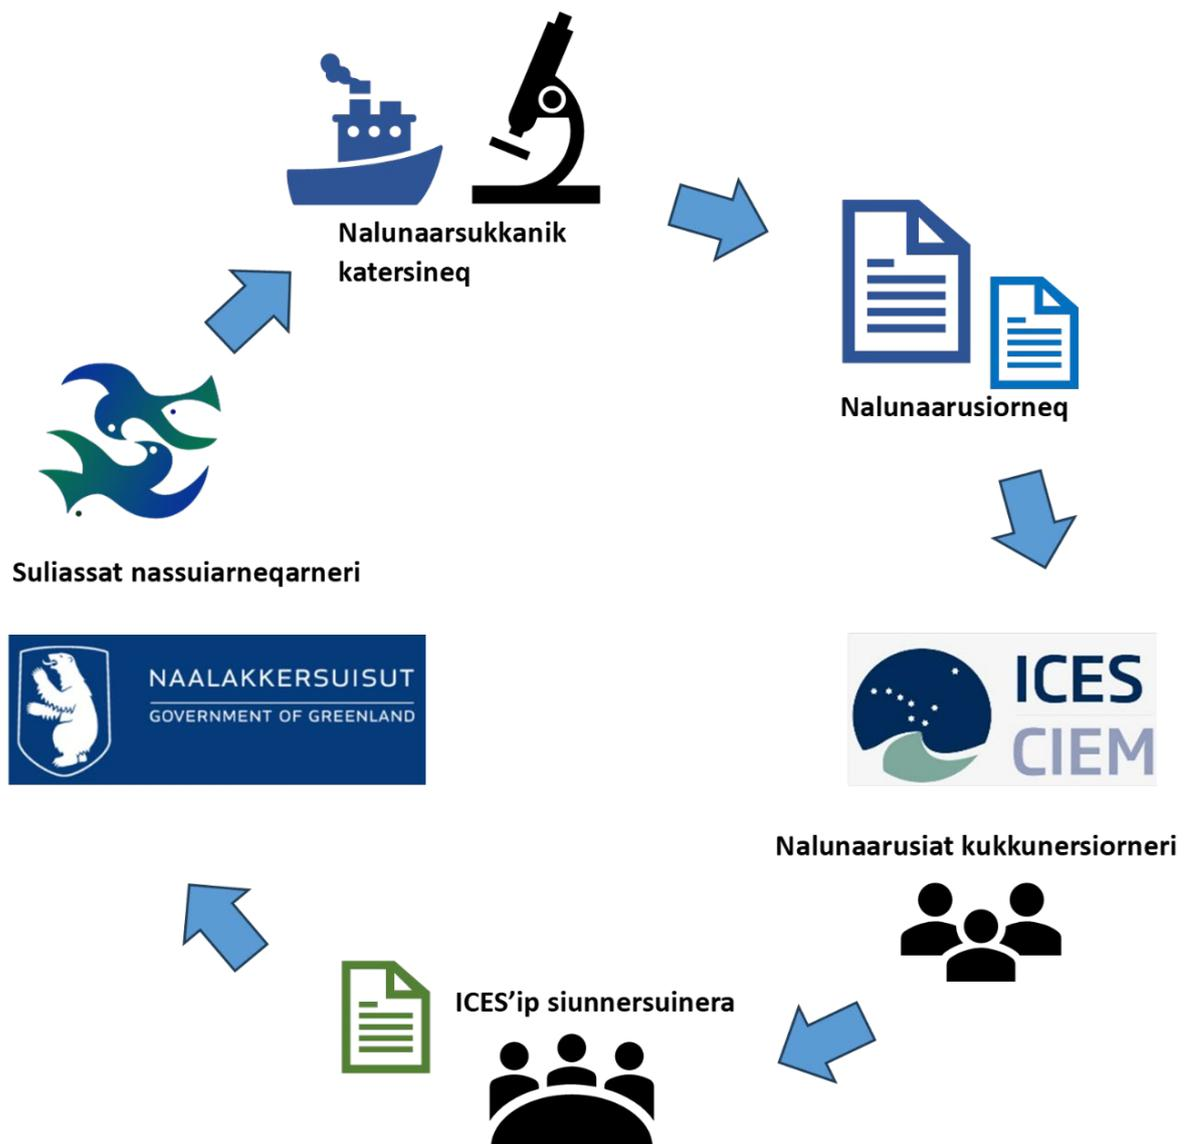 Nalunaarsukkanik
katersineq
Nalunaarusiorneq
Suliassat nassuiarneqarneri
NAALAKKERSUISUT
GOVERNMENT OF GREENLAND
ICES
CIEM
Nalunaarusiat kukkunersiorneri
ICES’ip siunnersuinera